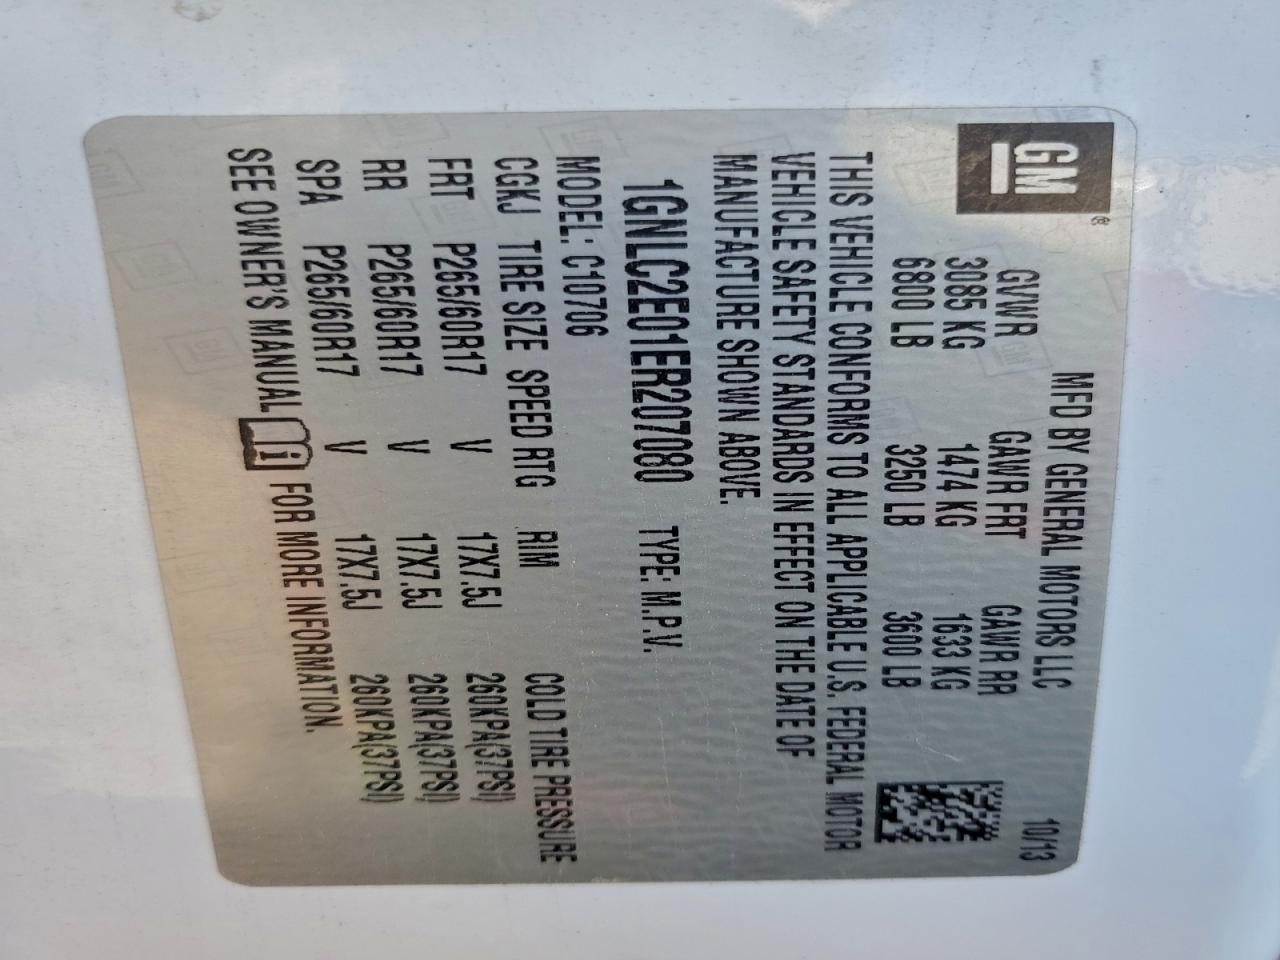 GM®
MFD BY GENERAL MOTORS LLC 10/13
GVWR GAWR FRT GAWR RR
3085 KG 1474 KG 1633 KG
6800 LB 3250 LB 3600 LB
THIS VEHICLE CONFORMS TO ALL APPLICABLE U.S. FEDERAL MOTOR
VEHICLE SAFETY STANDARDS IN EFFECT ON THE DATE OF
MANUFACTURE SHOWN ABOVE.
1GNLC2E01ER207080 TYPE: M.P.V.
MODEL: C10706
CGKJ TIRE SIZE SPEED RTG RIM COLD TIRE PRESSURE
FRT P265/60R17 V 17X7.5J 260KPA(37PSI)
RR P265/60R17 V 17X7.5J 260KPA(37PSI)
SPA P265/60R17 V 17X7.5J 260KPA(37PSI)
SEE OWNER'S MANUAL i FOR MORE INFORMATION.